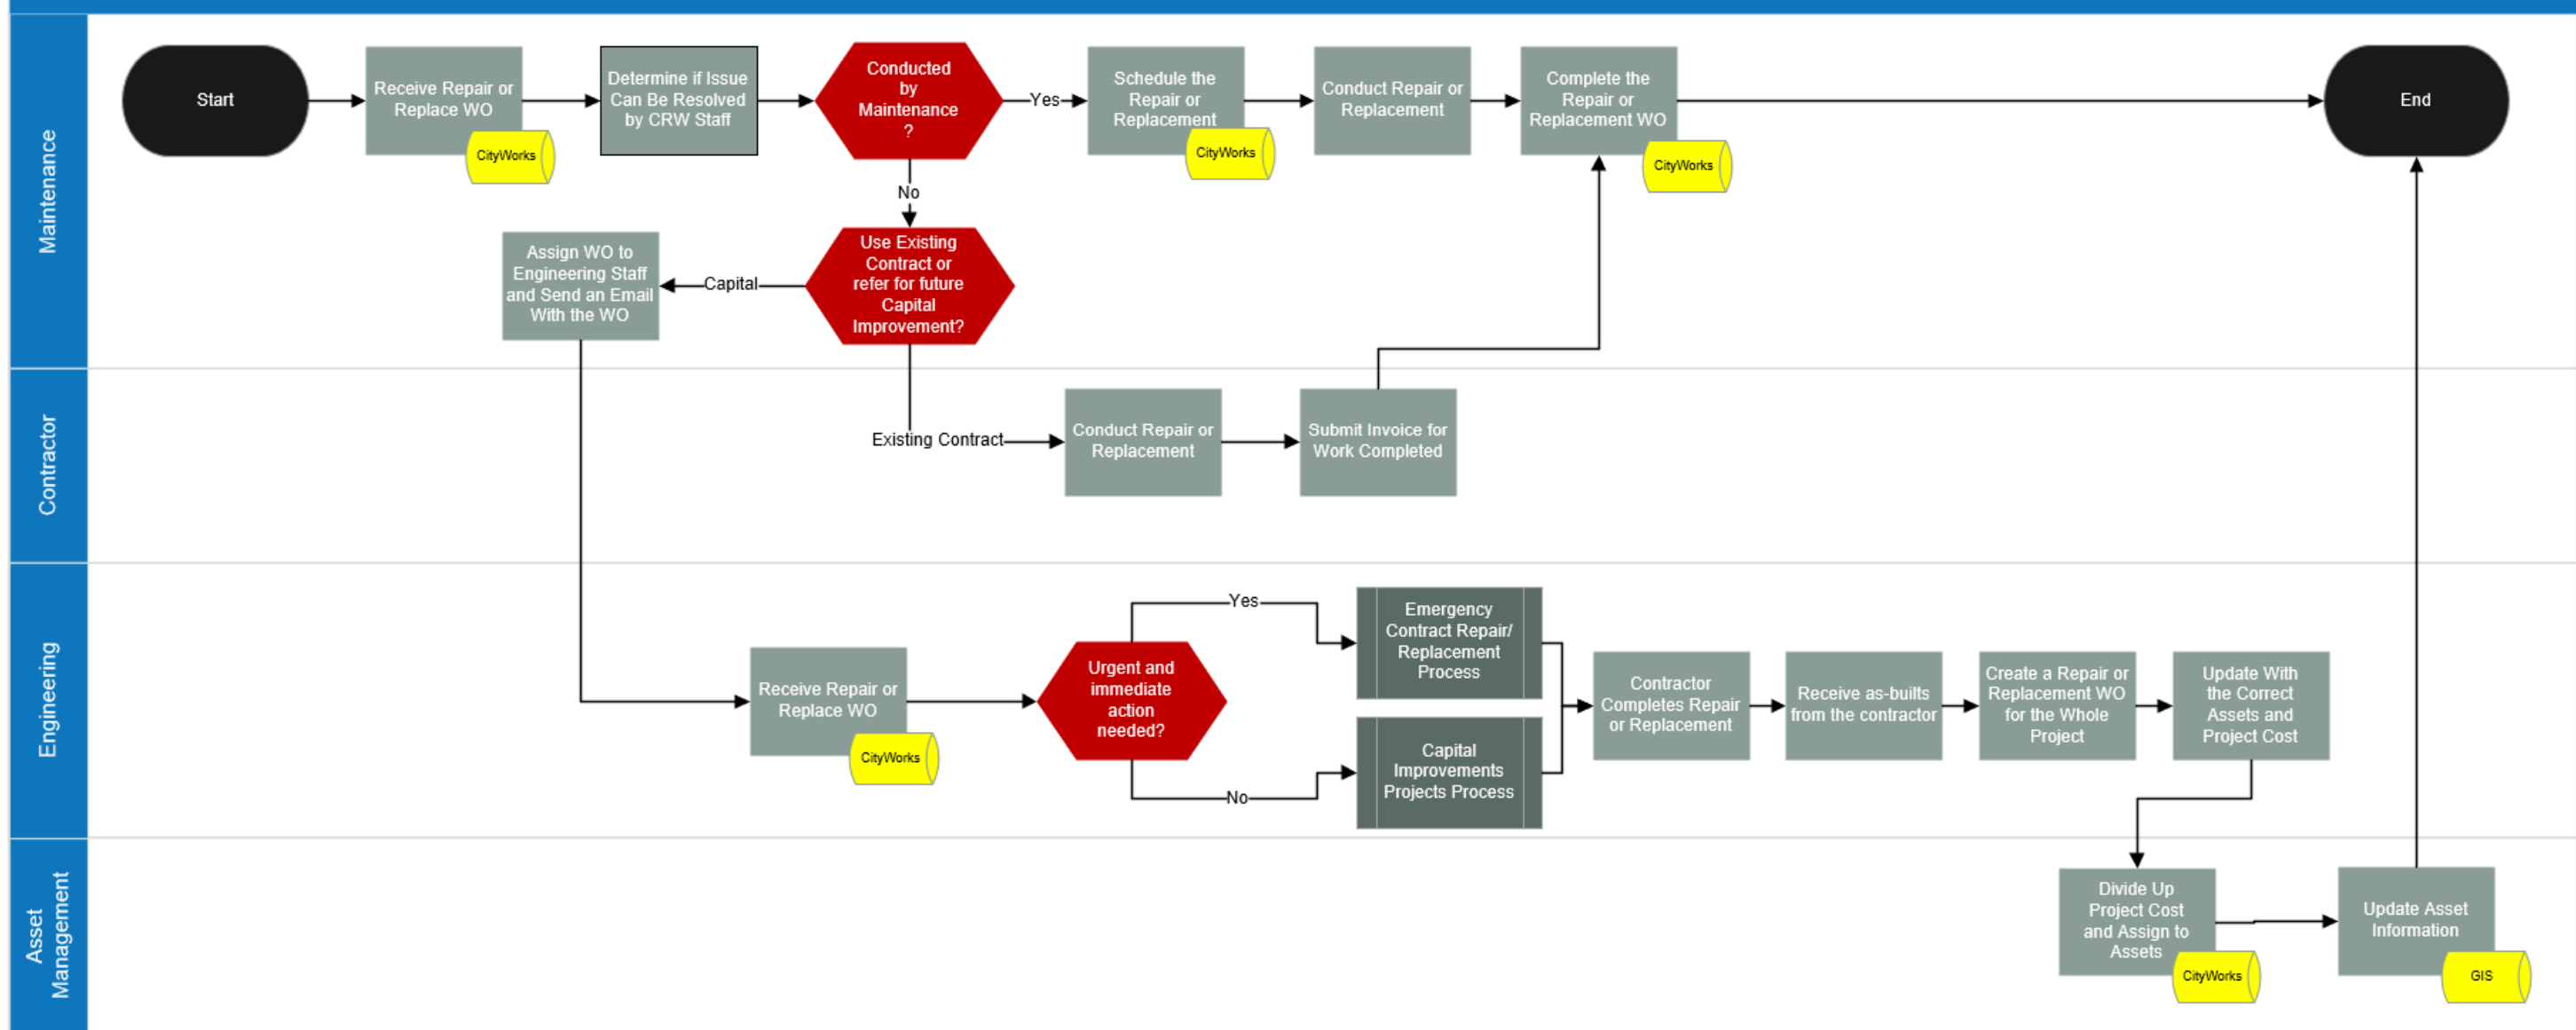 Maintenance
Start
Receive Repair or
Replace WO
CityWorks
Determine if Issue
Can Be Resolved
by CRW Staff
Conducted
by
Maintenance
?
Yes
Schedule the
Repair or
Replacement
CityWorks
Conduct Repair or
Replacement
Complete the
Repair or
Replacement WO
CityWorks
End
No
Use Existing
Contract or
refer for future
Capital
Improvement?
Capital
Assign WO to
Engineering Staff
and Send an Email
With the WO
Contractor
Existing Contract
Conduct Repair or
Replacement
Submit Invoice for
Work Completed
Engineering
Receive Repair or
Replace WO
CityWorks
Urgent and
immediate
action
needed?
Yes
Emergency
Contract Repair/
Replacement
Process
No
Capital
Improvements
Projects Process
Contractor
Completes Repair
or Replacement
Receive as-builts
from the contractor
Create a Repair or
Replacement WO
for the Whole
Project
Update With
the Correct
Assets and
Project Cost
Asset
Management
Divide Up
Project Cost
and Assign to
Assets
CityWorks
Update Asset
Information
GIS